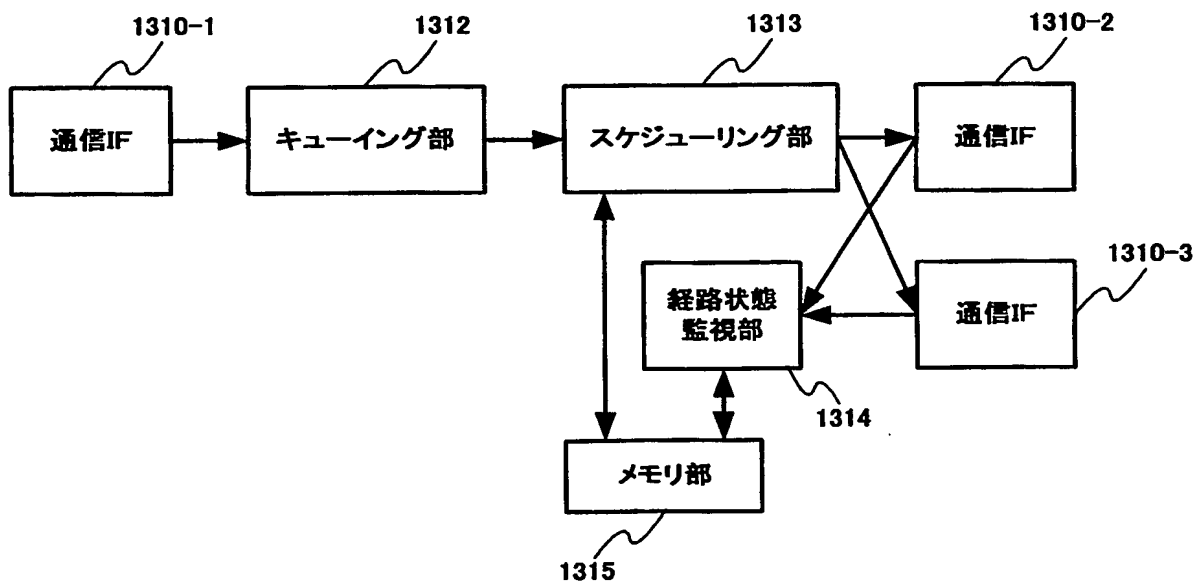 1310-1
1312
1313
1310-2
通信IF
キューイング部
スケジューリング部
通信IF
1310-3
経路状態
監視部
通信IF
1314
メモリ部
1315